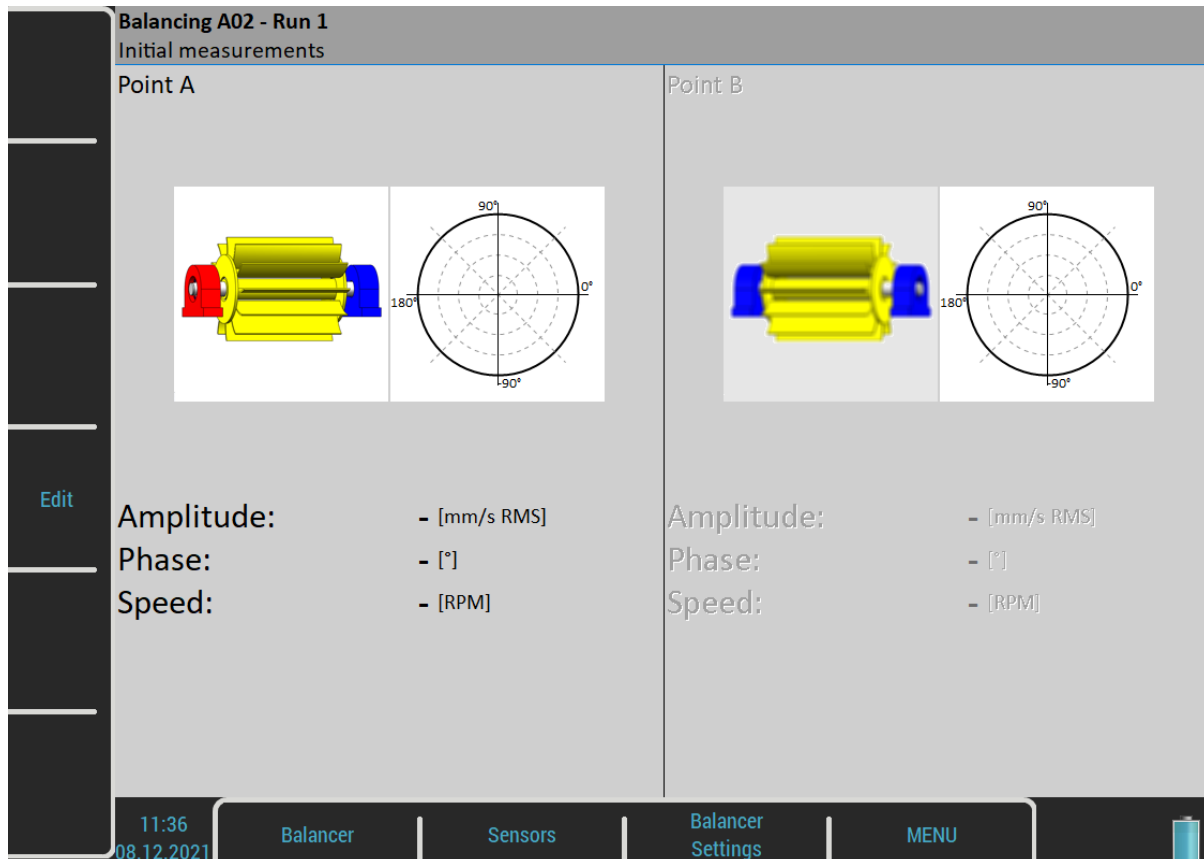 Balancing A02 - Run 1
Initial measurements
Point A
90°
0°
180°
-90°
Amplitude: - [mm/s RMS]
Phase: - [°]
Speed: - [RPM]
Point B
90°
0°
180°
-90°
Amplitude: - [mm/s RMS]
Phase: - [°]
Speed: - [RPM]
Edit
11:36
08.12.2021
Balancer
Sensors
Balancer
Settings
MENU